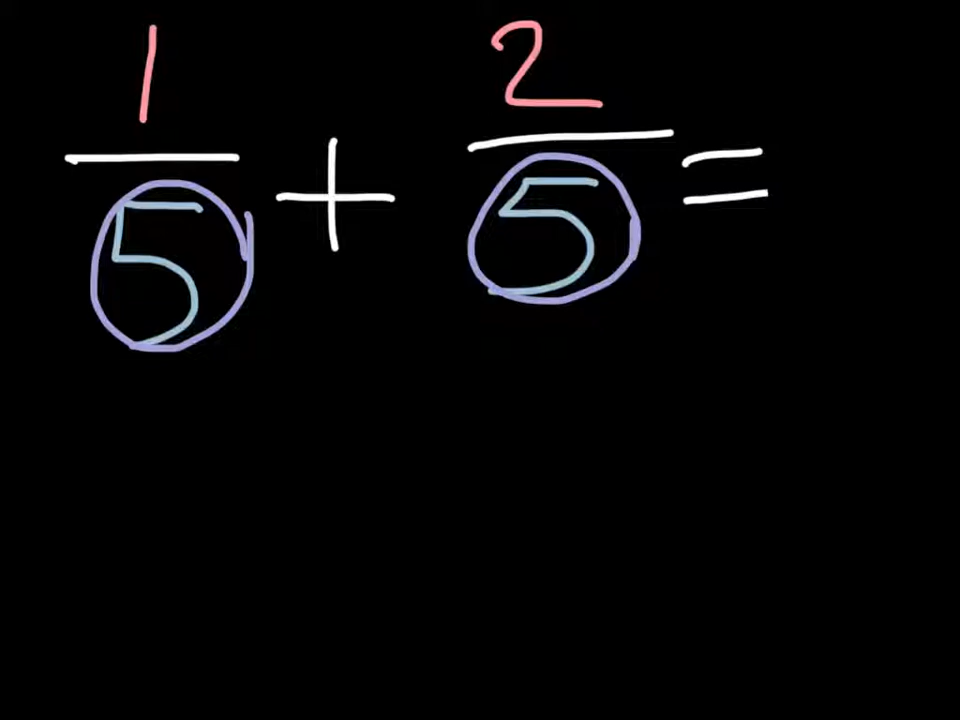 1/5 + 2/5 =